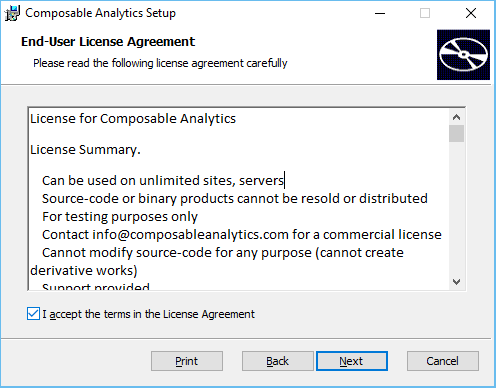 Composable Analytics Setup
End-User License Agreement
Please read the following license agreement carefully
License for Composable Analytics
License Summary.
Can be used on unlimited sites, servers
Source-code or binary products cannot be resold or distributed
For testing purposes only
Contact info@composableanalytics.com for a commercial license
Cannot modify source-code for any purpose (cannot create
derivative works)
Support provided
I accept the terms in the License Agreement
Print
Back
Next
Cancel